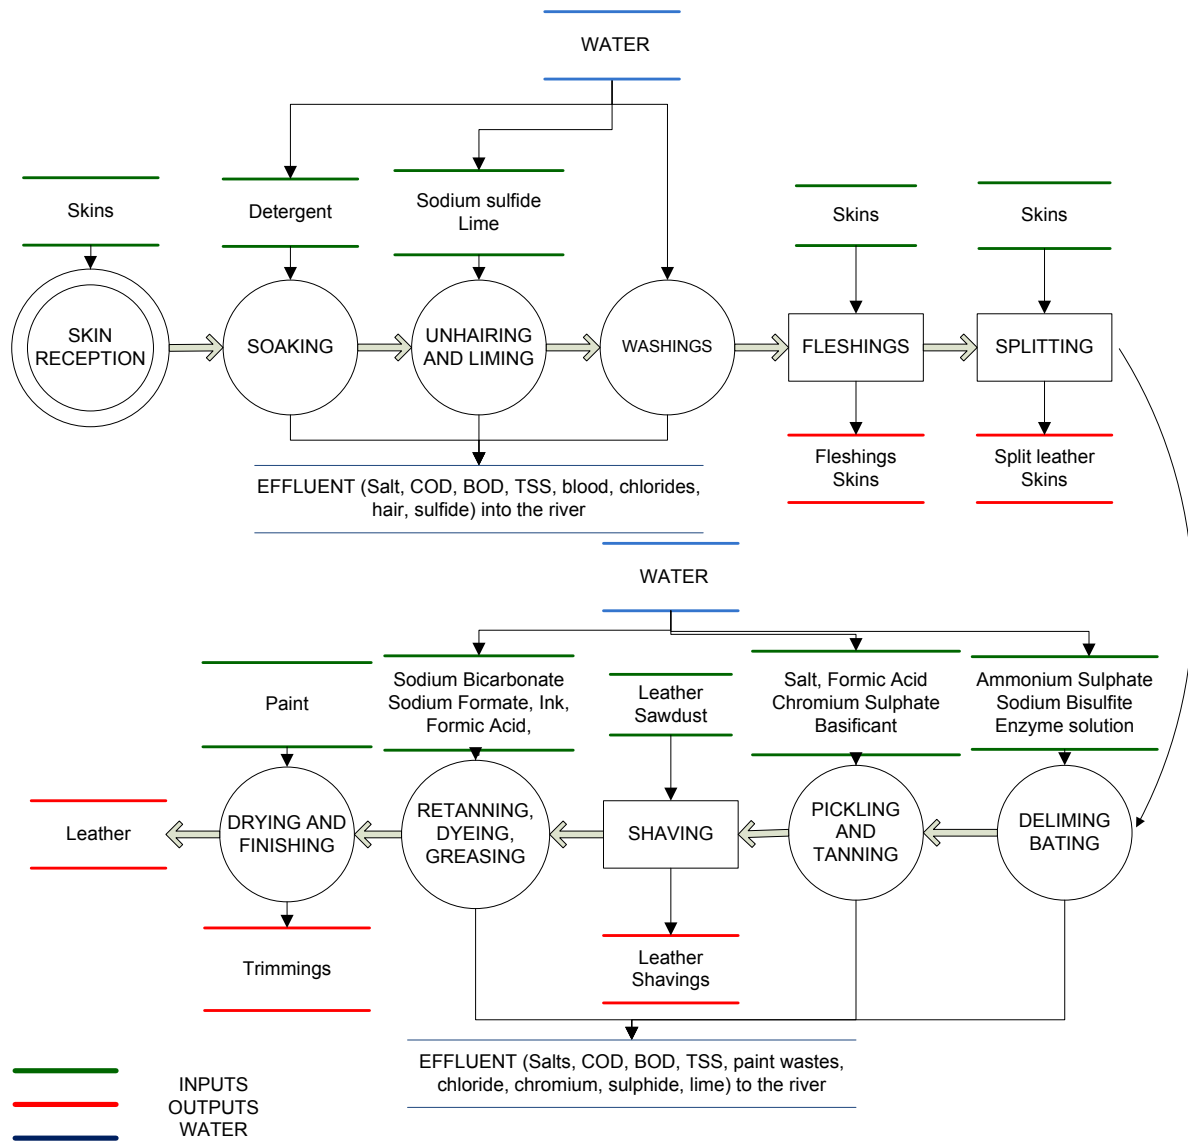 WATER
Skins
Detergent
Sodium sulfide
Lime
Skins
Skins
SKIN
RECEPTION
SOAKING
UNHAIRING
AND LIMING
WASHINGS
FLESHINGS
SPLITTING
Fleshings
Skins
Split leather
Skins
EFFLUENT (Salt, COD, BOD, TSS, blood, chlorides,
hair, sulfide) into the river
WATER
Paint
Sodium Bicarbonate
Sodium Formate, Ink,
Formic Acid,
Leather
Sawdust
Salt, Formic Acid
Chromium Sulphate
Basificant
Ammonium Sulphate
Sodium Bisulfite
Enzyme solution
Leather
DRYING AND
FINISHING
RETANNING,
DYEING,
GREASING
SHAVING
PICKLING
AND
TANNING
DELIMING
BATING
Trimmings
Leather
Shavings
EFFLUENT (Salts, COD, BOD, TSS, paint wastes,
chloride, chromium, sulphide, lime) to the river
INPUTS
OUTPUTS
WATER